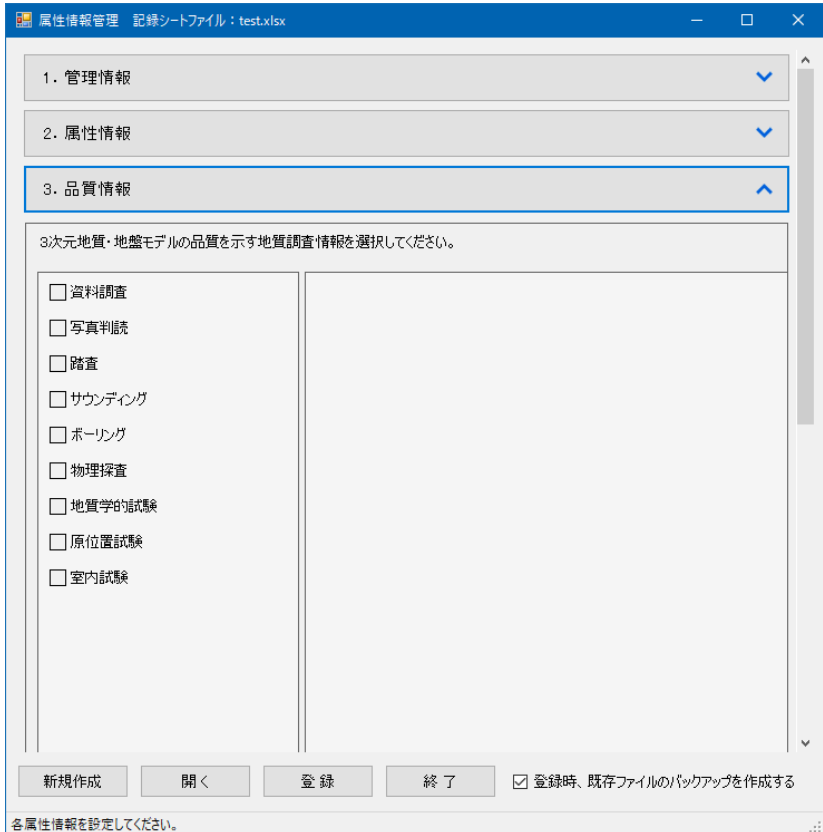 属性情報管理　記録シートファイル：test.xlsx
1. 管理情報
2. 属性情報
3. 品質情報
3次元地質・地盤モデルの品質を示す地質調査情報を選択してください。
資料調査
写真判読
踏査
サウンディング
ボーリング
物理探査
地質学的試験
原位置試験
室内試験
新規作成 開く 登録 終了 登録時、既存ファイルのバックアップを作成する
各属性情報を設定してください。